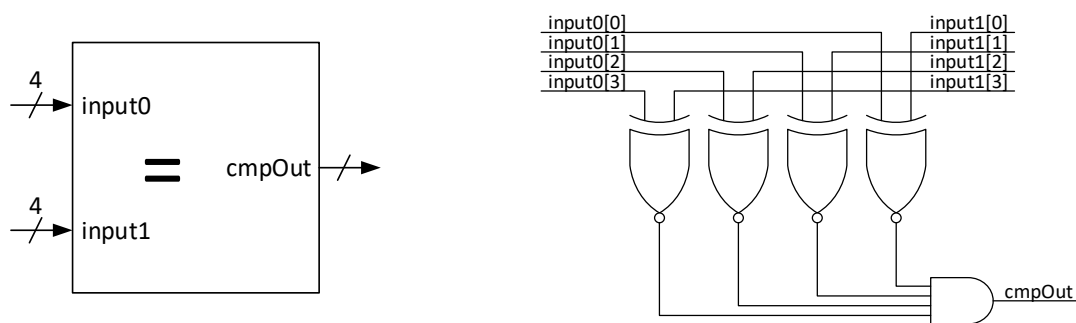 4
input0
=
cmpOut
4
input1
input0[0]
input1[0]
input0[1]
input1[1]
input0[2]
input1[2]
input0[3]
input1[3]
cmpOut